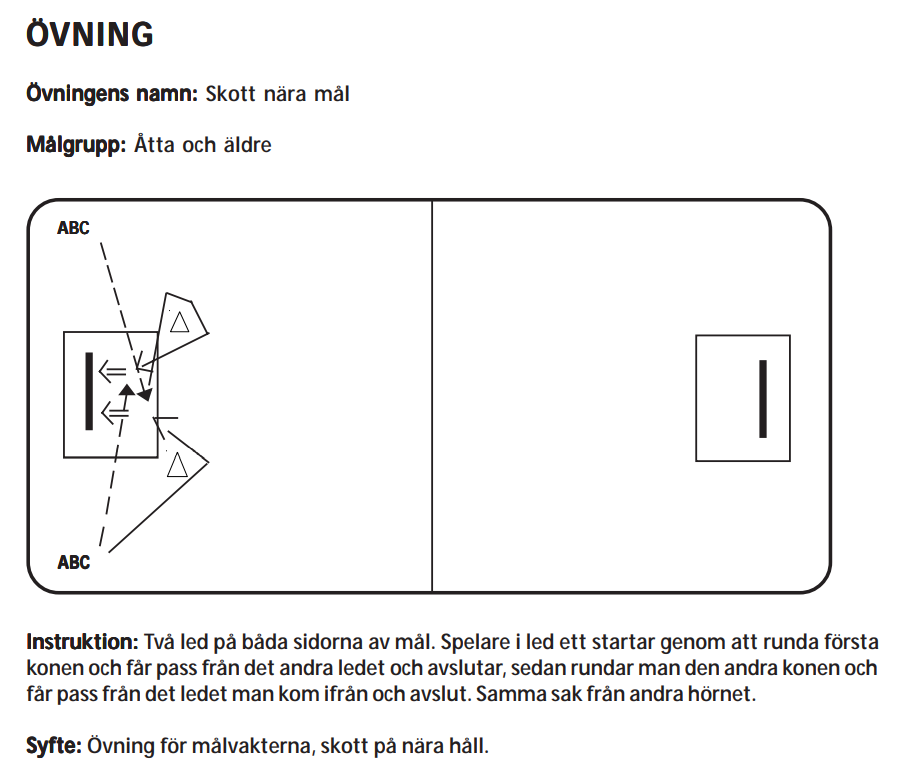 ÖVNING
Övningens namn: Skott nära mål
Målgrupp: Åtta och äldre
ABC
ABC
Instruktion: Två led på båda sidorna av mål. Spelare i led ett startar genom att runda första
konen och får pass från det andra ledet och avslutar, sedan rundar man den andra konen och
får pass från det ledet man kom ifrån och avslut. Samma sak från andra hörnet.
Syfte: Övning för målvakterna, skott på nära håll.